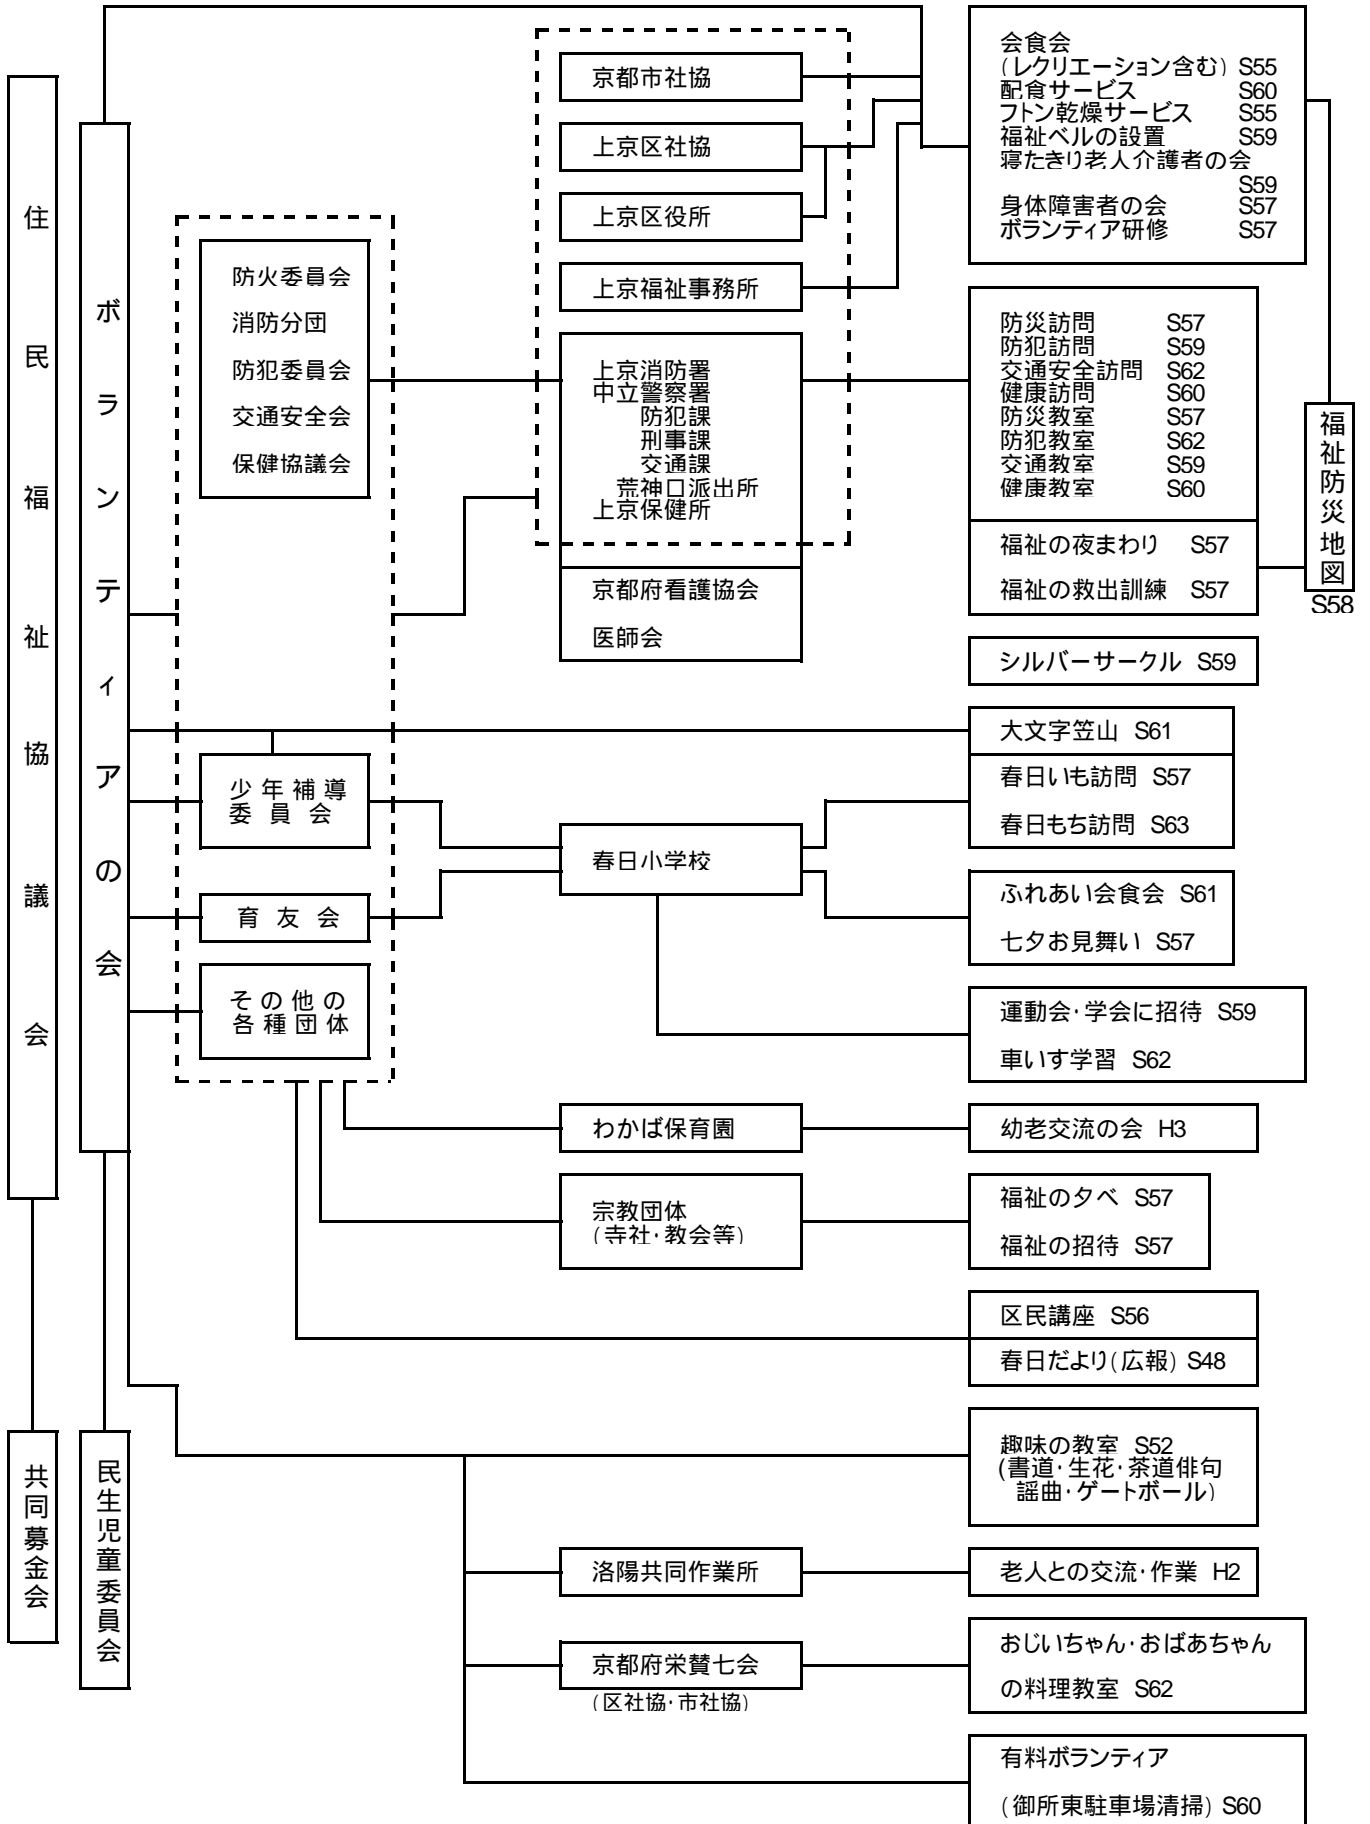 住民福祉協議会
共同募金会
ボランティアの会
民生児童委員会
防火委員会
消防分団
防犯委員会
交通安全会
保健協議会
少年補導
委員会
育友会
その他の
各種団体
京都市社協
上京区社協
上京区役所
上京福祉事務所
上京消防署
中立警察署
防犯課
刑事課
交通課
荒神口派出所
上京保健所
京都府看護協会
医師会
春日小学校
わかば保育園
宗教団体
(寺社・教会等)
洛陽共同作業所
京都府栄賛七会
(区社協・市社協)
会食会
(レクリエーション含む) S55
配食サービス S60
フトン乾燥サービス S55
福祉ベルの設置 S59
寝たきり老人介護者の会
S59
身体障害者の会 S57
ボランティア研修 S57
防災訪問 S57
防犯訪問 S59
交通安全訪問 S62
健康訪問 S60
防災教室 S57
防犯教室 S62
交通教室 S59
健康教室 S60
福祉の夜まわり S57
福祉の救出訓練 S57
シルバーサークル S59
大文字笠山 S61
春日いも訪問 S57
春日もち訪問 S63
ふれあい会食会 S61
七夕お見舞い S57
運動会・学会に招待 S59
車いす学習 S62
幼老交流の会 H3
福祉の夕べ S57
福祉の招待 S57
区民講座 S56
春日だより(広報) S48
趣味の教室 S52
(書道・生花・茶道俳句
謡曲・ゲートボール)
老人との交流・作業 H2
おじいちゃん・おばあちゃん
の料理教室 S62
有料ボランティア
(御所東駐車場清掃) S60
福祉防災地図
S58